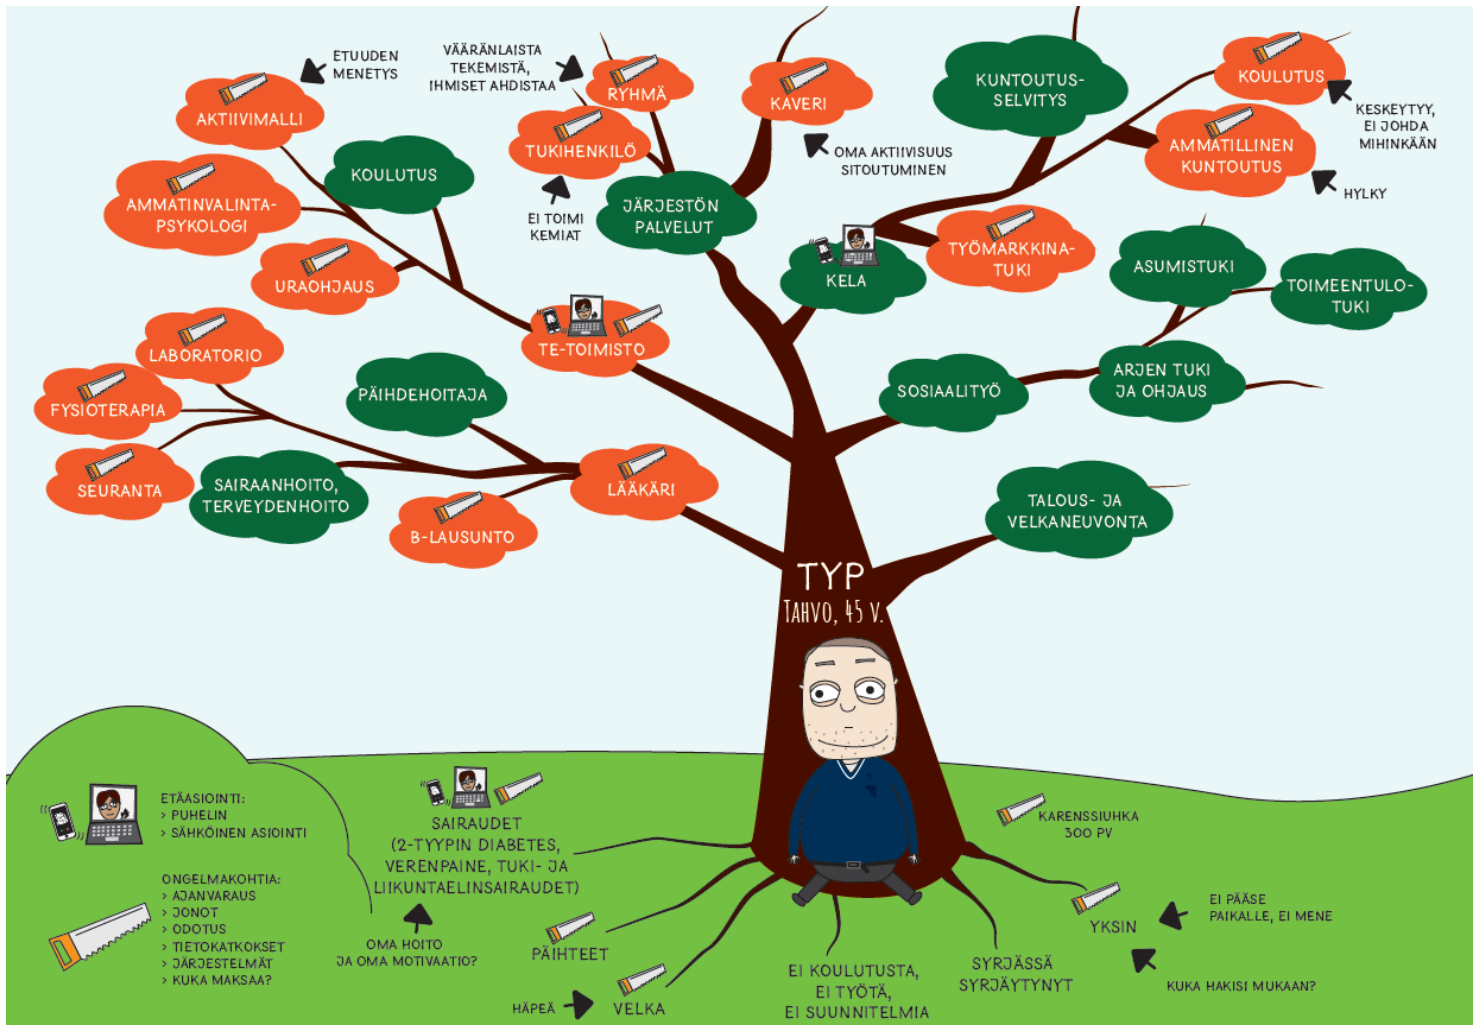 ETUUDEN
MENETYS
AKTIIVIMALLI
VÄÄRÄNLAISTA
TEKEMISTÄ,
IHMISET AHDISTAA
RYHMÄ
TUKIHENKILÖ
EI TOIMI
KEMIAT
KAVERI
OMA AKTIIVISUUS
SITOUTUMINEN
JÄRJESTÖN
PALVELUT
KUNTOUTUS-
SELVITYS
KOULUTUS
KESKEYTYY,
EI JOHDA
MIHINKÄÄN
AMMATILLINEN
KUNTOUTUS
HYLKY
KOULUTUS
AMMATINVALINTA-
PSYKOLOGI
URAOHJAUS
TE-TOIMISTO
KELA
TYÖMARKKINA-
TUKI
ASUMISTUKI
TOIMEENTULO-
TUKI
SOSIAALITYÖ
ARJEN TUKI
JA OHJAUS
LABORATORIO
FYSIOTERAPIA
SEURANTA
PÄIHDEHOITAJA
SAIRAANHOITO,
TERVEYDENHOITO
B-LAUSUNTO
LÄÄKÄRI
TALOUS- JA
VELKANEUVONTA
TYP
TAHVO, 45 V.
ETÄASIOINTI:
> PUHELIN
> SÄHKÖINEN ASIOINTI
ONGELMAKOHTIA:
> AJANVARAUS
> JONOT
> ODOTUS
> TIETOKATKOKSET
> JÄRJESTELMÄT
> KUKA MAKSAA?
SAIRAUDET
(2-TYYPIN DIABETES,
VERENPAINE, TUKI- JA
LIIKUNTAELINSAIRAUDET)
OMA HOITO
JA OMA MOTIVAATIO?
PÄIHTEET
HÄPEÄ
VELKA
EI KOULUTUSTA,
EI TYÖTÄ,
EI SUUNNITELMIA
SYRJÄSSÄ
SYRJÄYTYNYT
KARENSSIUHKA
300 PV
YKSIN
EI PÄÄSE
PAIKALLE, EI MENE
KUKA HAKISI MUKAAN?